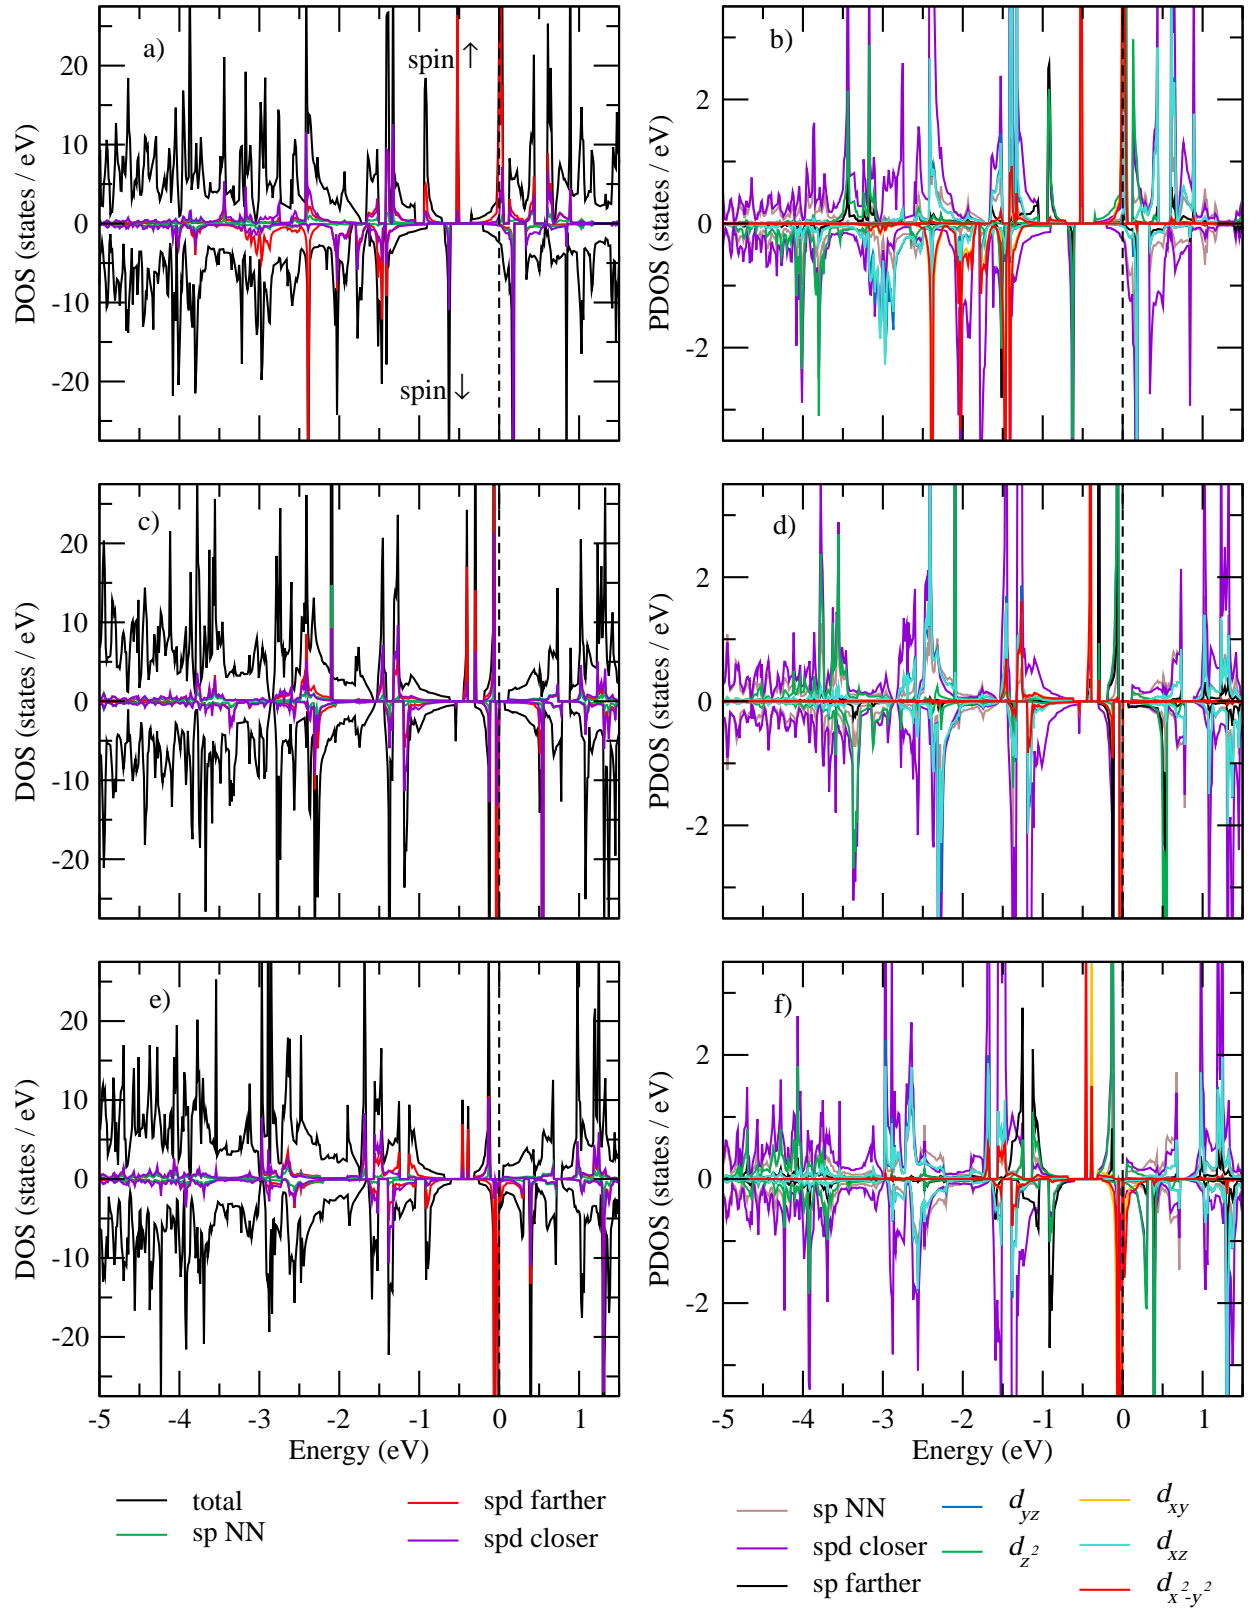 a)
spin ↑
spin ↓
DOS (states / eV)
20
10
0
-10
-20
b)
PDOS (states / eV)
2
0
-2
c)
DOS (states / eV)
20
10
0
-10
-20
d)
PDOS (states / eV)
2
0
-2
e)
DOS (states / eV)
20
10
0
-10
-20
-5 -4 -3 -2 -1 0 1
Energy (eV)
f)
PDOS (states / eV)
2
0
-2
-5 -4 -3 -2 -1 0 1
Energy (eV)
total
sp NN
spd farther
spd closer
sp NN
spd closer
sp farther
d_yz
d_z²
d_xy
d_xz
d_x²-y²